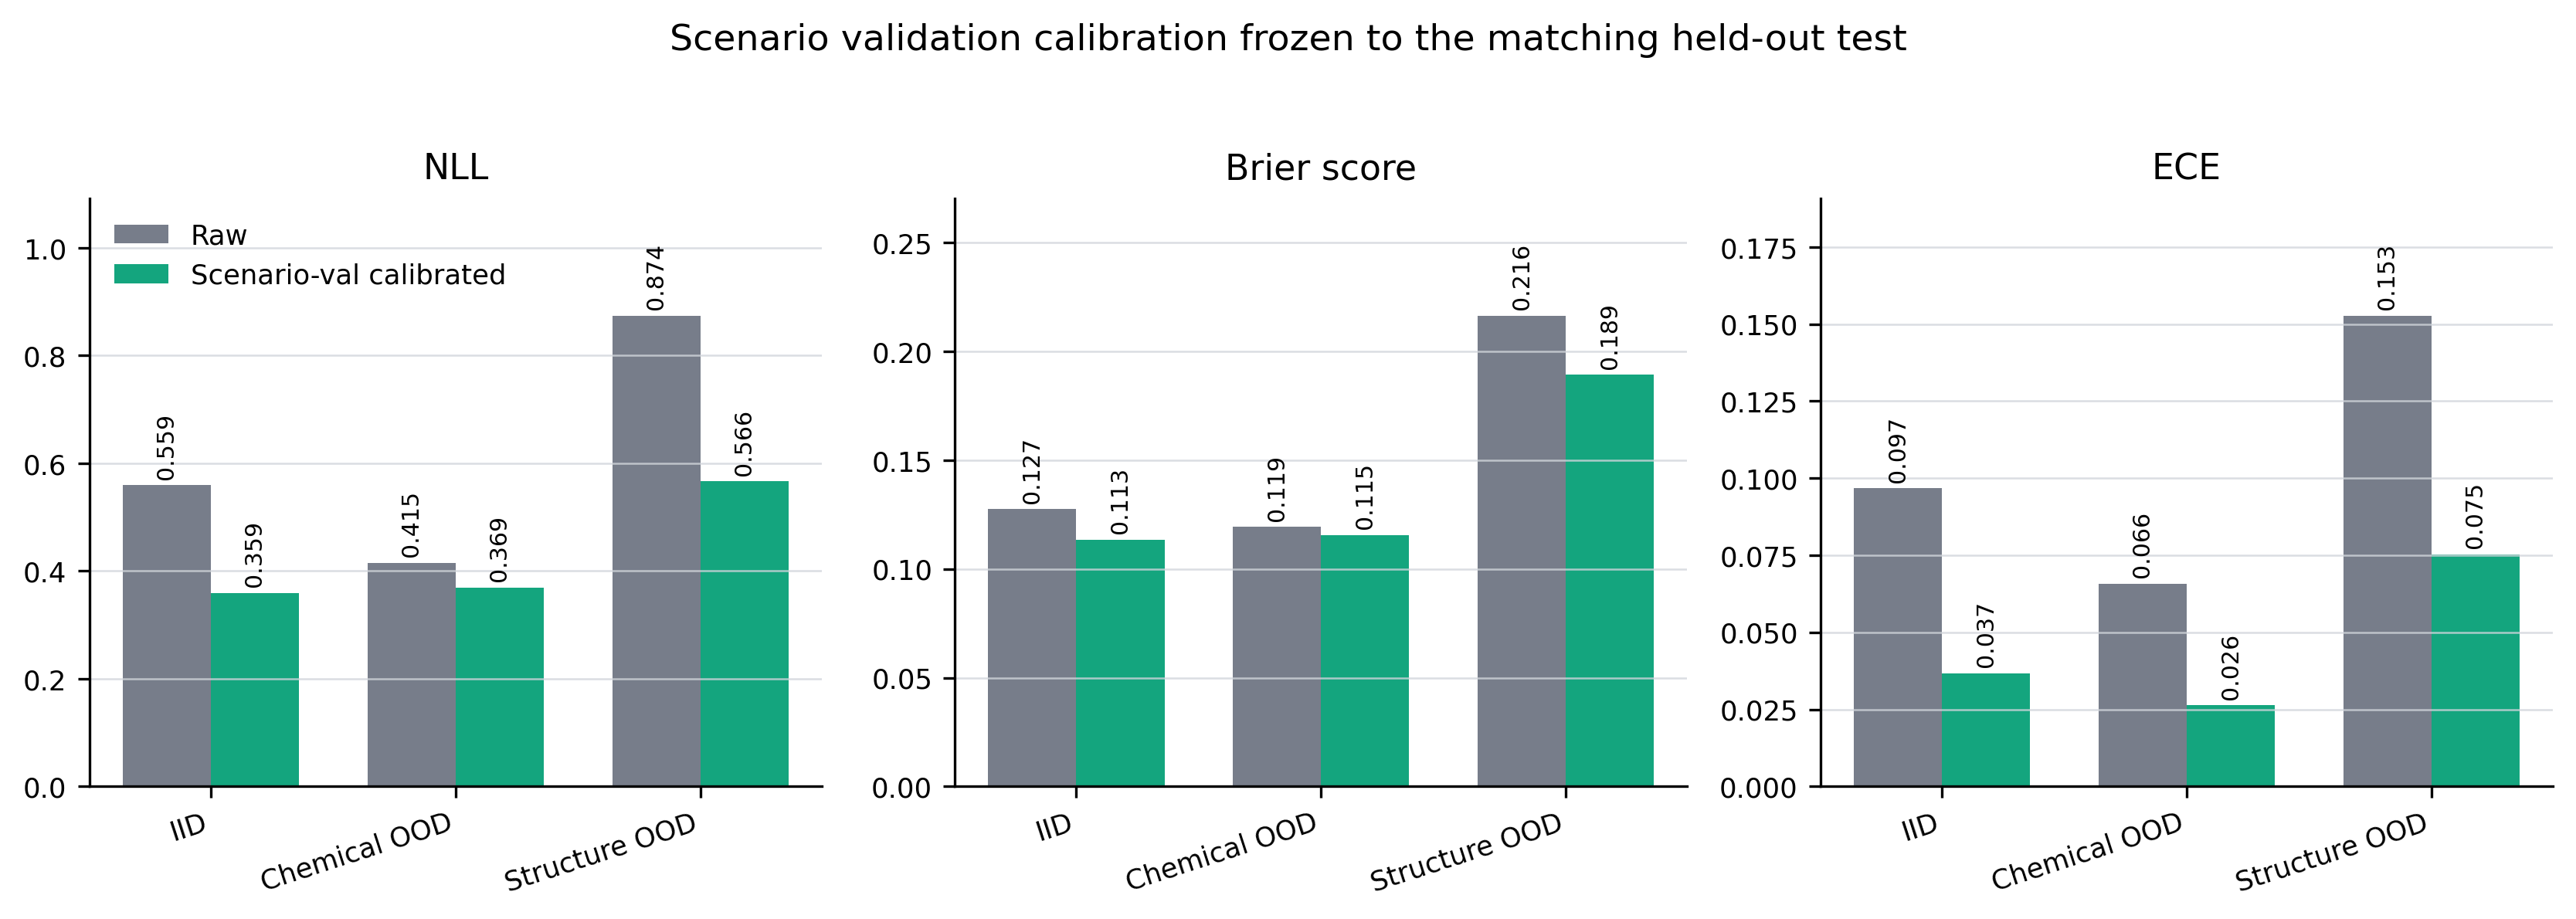 Scenario validation calibration frozen to the matching held-out test
NLL
Raw
Scenario-val calibrated
1.0
0.8
0.6
0.4
0.2
0.0
0.559
0.359
0.415
0.369
0.874
0.566
IID
Chemical OOD
Structure OOD
Brier score
0.25
0.20
0.15
0.10
0.05
0.00
0.127
0.113
0.119
0.115
0.216
0.189
IID
Chemical OOD
Structure OOD
ECE
0.175
0.150
0.125
0.100
0.075
0.050
0.025
0.000
0.097
0.037
0.066
0.026
0.153
0.075
IID
Chemical OOD
Structure OOD